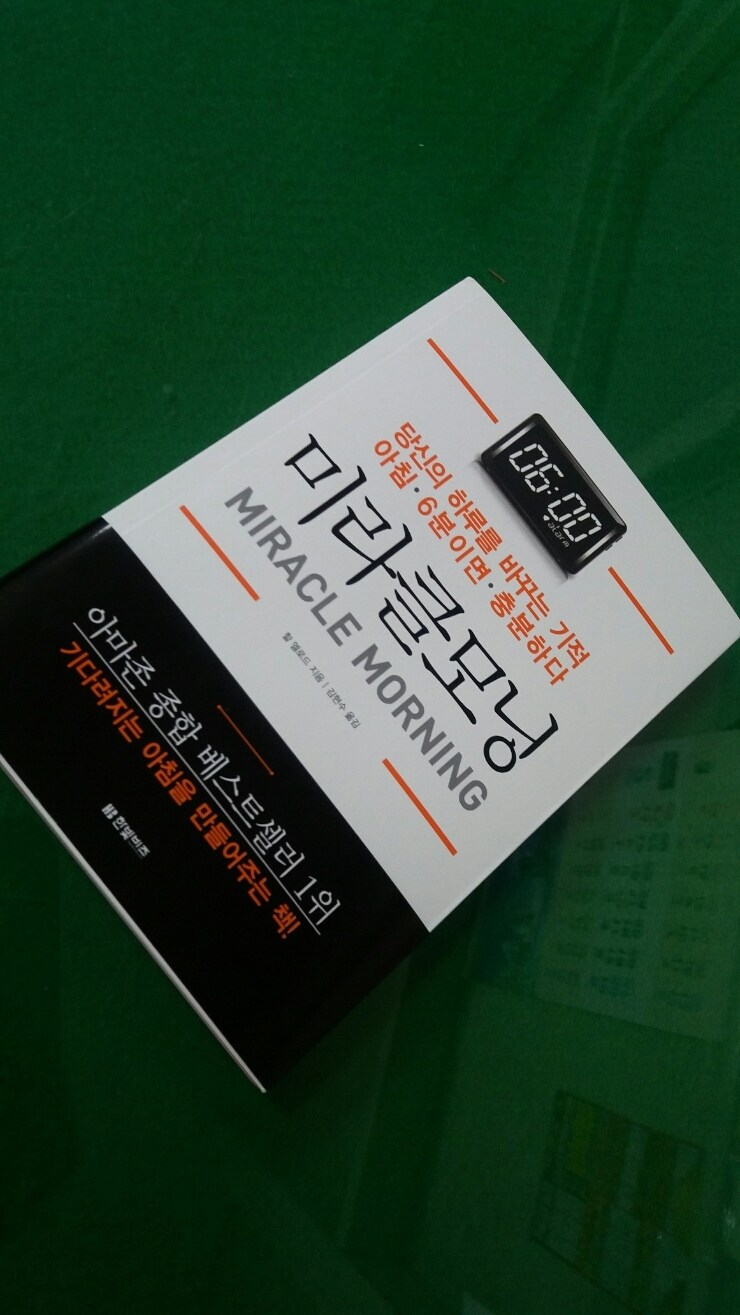 06:00
alarm
당신의 하루를 바꾸는 기적
아침·6분이면·충분하다
미라클모닝
MIRACLE MORNING
할 엘로드 지음 | 김현수 옮김
아마존 종합 베스트셀러 1위
기다려지는 아침을 만들어주는 책!
한빛비즈